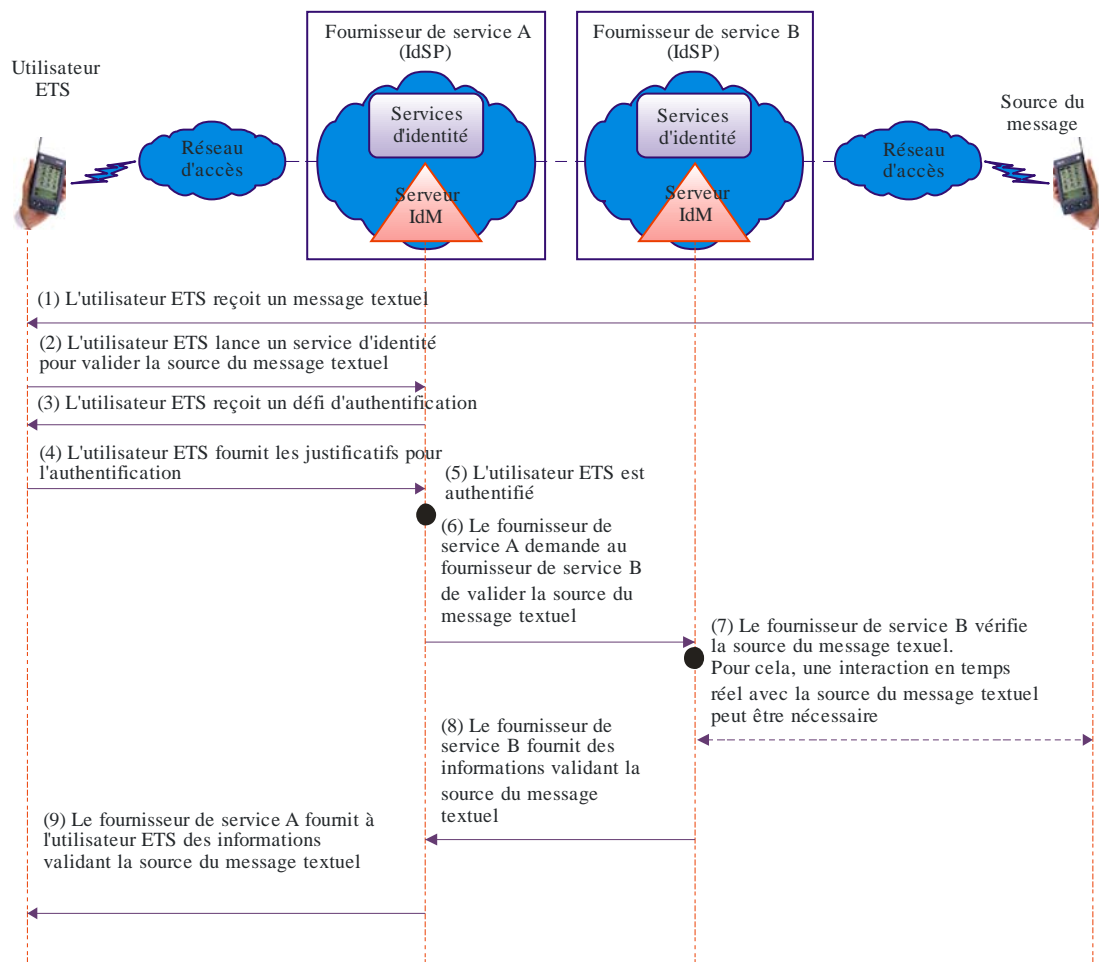 Fournisseur de service A
(IdSP)
Fournisseur de service B
(IdSP)
Utilisateur
ETS
Source du
message
Services
d'identité
Services
d'identité
Réseau
d'accès
Réseau
d'accès
Serveur
IdM
Serveur
IdM
(1) L'utilisateur ETS reçoit un message textuel
(2) L'utilisateur ETS lance un service d'identité
pour valider la source du message textuel
(3) L'utilisateur ETS reçoit un défi d'authentification
(4) L'utilisateur ETS fournit les justificatifs pour
l'authentification
(5) L'utilisateur ETS est
authentifié
(6) Le fournisseur de
service A demande au
fournisseur de service B
de valider la source du
message textuel
(7) Le fournisseur de service B vérifie
la source du message texuel.
Pour cela, une interaction en temps
réel avec la source du message textuel
peut être nécessaire
(8) Le fournisseur de
service B fournit des
informations validant la
source du message
textuel
(9) Le fournisseur de service A fournit à
l'utilisateur ETS des informations
validant la source du message textuel